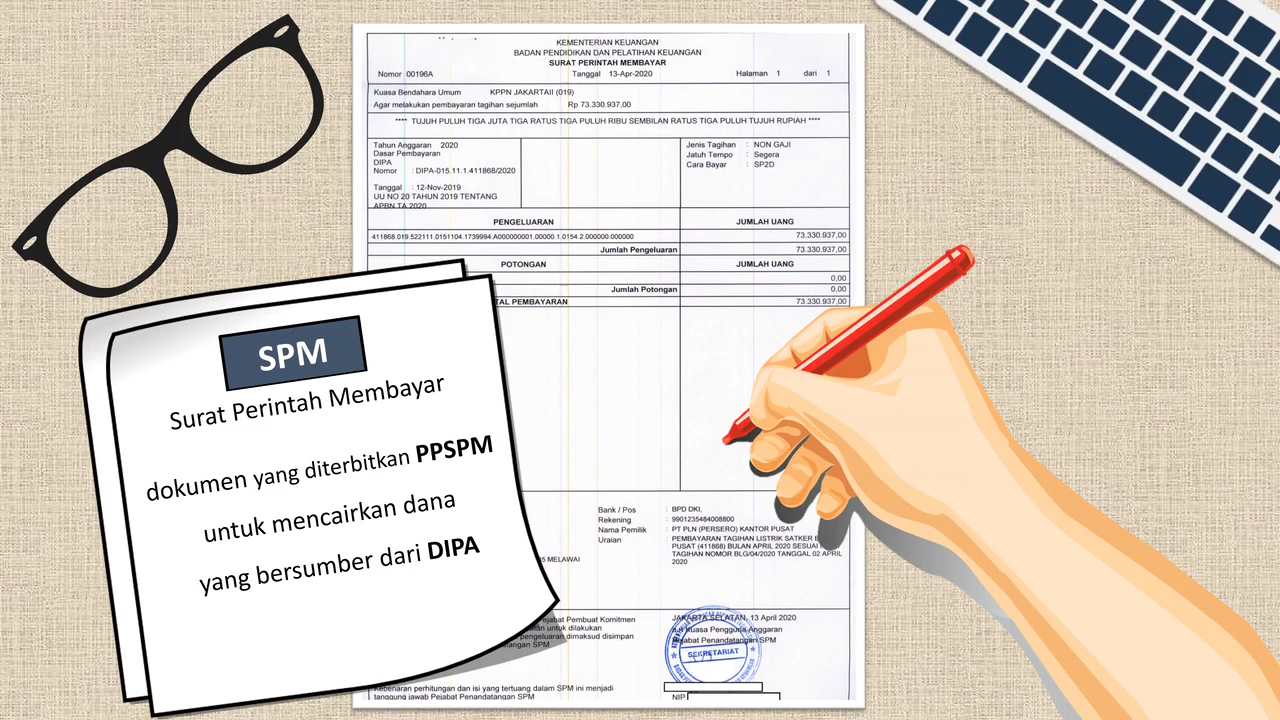 KEMENTERIAN KEUANGAN
BADAN PENDIDIKAN DAN PELATIHAN KEUANGAN
SURAT PERINTAH MEMBAYAR
Nomor 00196A Tanggal 13-Apr-2020 Halaman 1 dari 1
Kuasa Bendahara Umum KPPN JAKARTAII (019)
Agar melakukan pembayaran tagihan sejumlah Rp 73.330.937,00
**** TUJUH PULUH TIGA JUTA TIGA RATUS TIGA PULUH RIBU SEMBILAN RATUS TIGA PULUH TUJUH RUPIAH ****
Tahun Anggaran 2020
Dasar Pembayaran
DIPA
Nomor : DIPA-015.11.1.411868/2020
Tanggal : 12-Nov-2019
UU NO 20 TAHUN 2019 TENTANG
APBN TA 2020
Jenis Tagihan : NON GAJI
Jatuh Tempo : Segera
Cara Bayar : SP2D
PENGELUARAN JUMLAH UANG
411868.019.522111.0151104.1739994.A000000001.00000.1.0154.2.000000.000000 73.330.937,00
Jumlah Pengeluaran 73.330.937,00
POTONGAN JUMLAH UANG
0,00
Jumlah Potongan 0,00
TAL PEMBAYARAN 73.330.937,00
SPM
Surat Perintah Membayar
dokumen yang diterbitkan PPSPM
untuk mencairkan dana
yang bersumber dari DIPA
Bank / Pos : BPD DKI,
Rekening : 9901235484008800
Nama Pemilik : PT PLN (PERSERO) KANTOR PUSAT
Uraian : PEMBAYARAN TAGIHAN LISTRIK SATKER
PUSAT (411868) BULAN APRIL 2020 SESUAI
TAGIHAN NOMOR BLG/04/2020 TANGGAL 02 APRIL
2020
MELAWAI
Pembuat Komitmen
untuk dilakukan
pengeluaran dimaksud disimpan
SPM
Kebenaran perhitungan dan isi yang tertuang dalam SPM ini menjadi
tanggung jawab Pejabat Penandatangan SPM
JAKARTA SELATAN, 13 April 2020
a.n Kuasa Pengguna Anggaran
Pejabat Penandatangan SPM
SEKRETARIAT
NIP